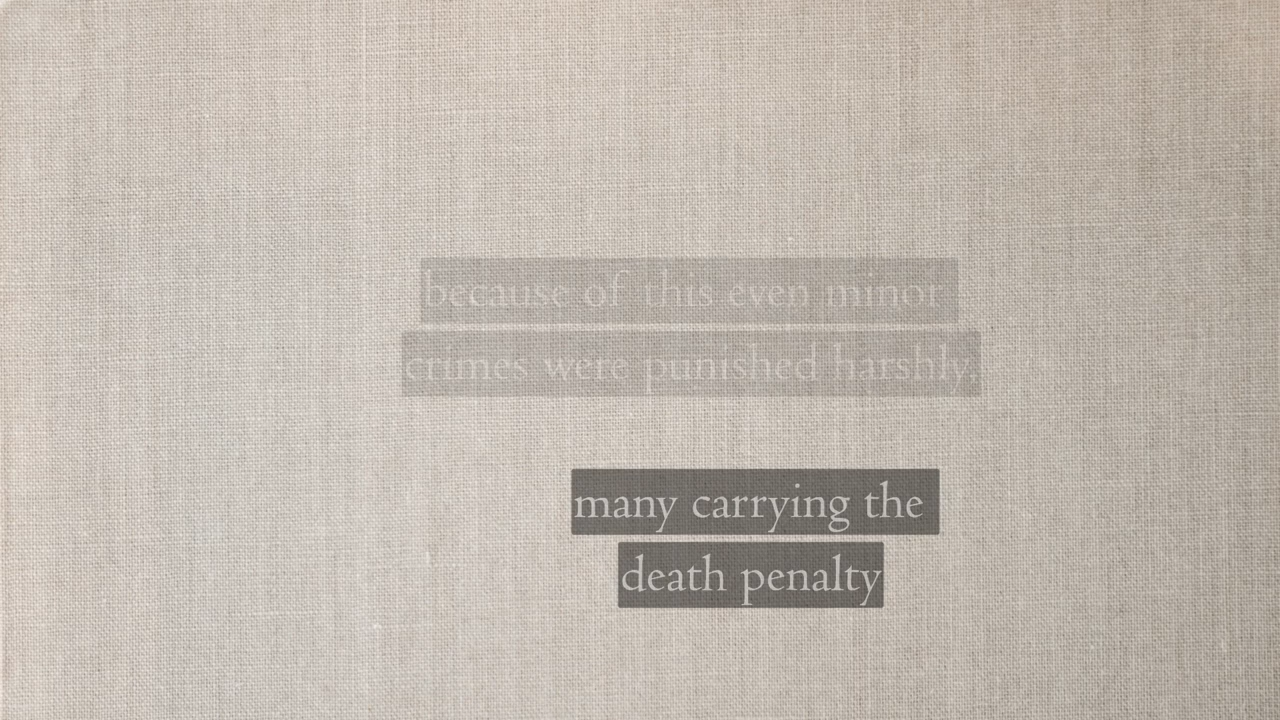 because of this even minor
crimes were punished harshly,
many carrying the
death penalty